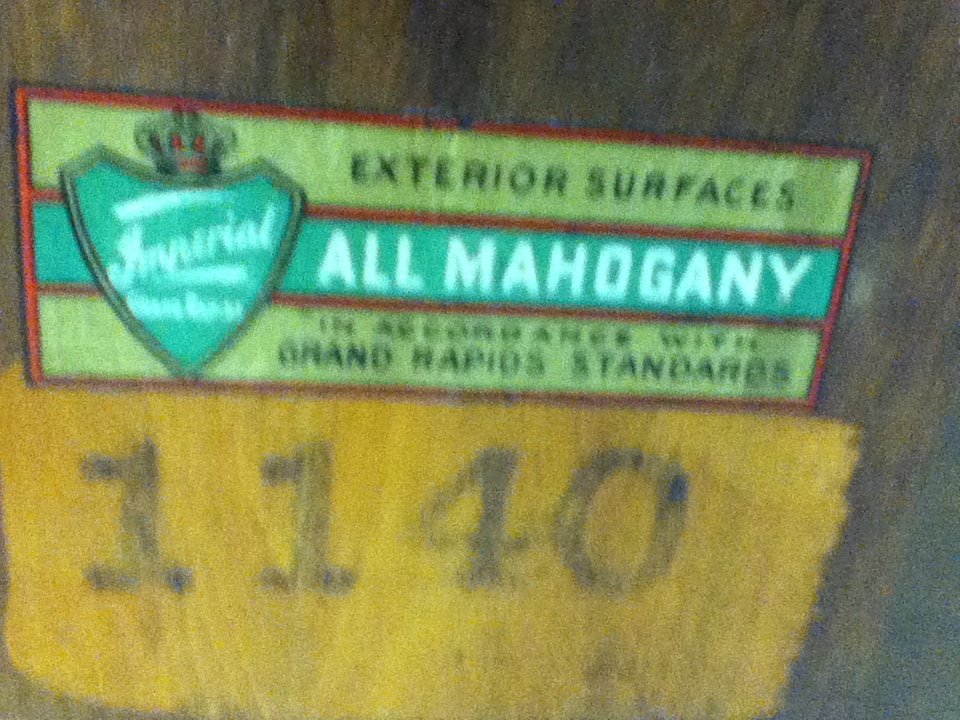 Imperial
EXTERIOR SURFACES
ALL MAHOGANY
IN ACCORDANCE WITH
GRAND RAPIDS STANDARDS
1140